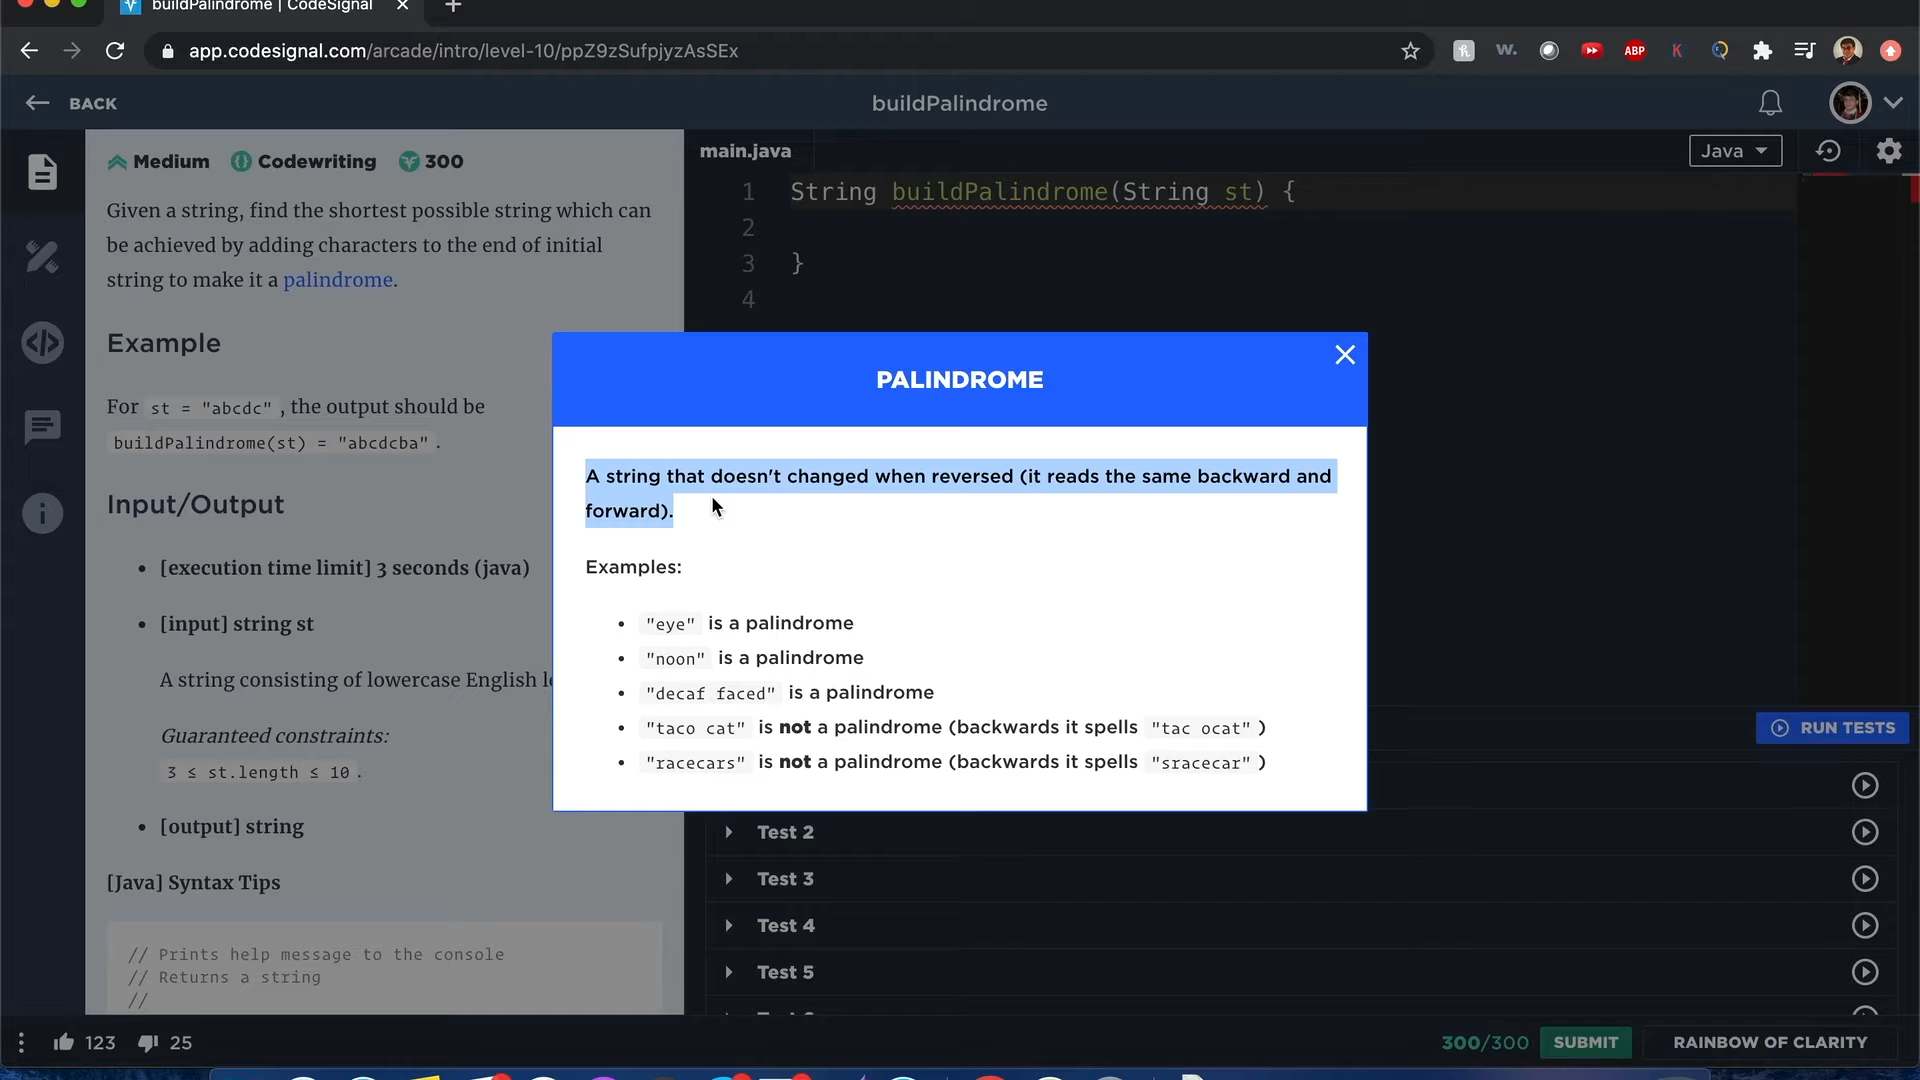 buildPalindrome | CodeSignal
app.codesignal.com/arcade/intro/level-10/ppZ9zSufpjyzAsSEx
W.
ABP
K
BACK
buildPalindrome
Medium Codewriting 300
Given a string, find the shortest possible string which can
be achieved by adding characters to the end of initial
string to make it a palindrome.
Example
For st = "abcdc" , the output should be
buildPalindrome(st) = "abcdcba" .
Input/Output
• [execution time limit] 3 seconds (java)
• [input] string st
A string consisting of lowercase English
Guaranteed constraints:
3 ≤ st.length ≤ 10 .
• [output] string
[Java] Syntax Tips
// Prints help message to the console
// Returns a string
//
123 25
main.java
Java
1 String buildPalindrome(String st) {
2
3 }
4
PALINDROME
A string that doesn't changed when reversed (it reads the same backward and
forward).
Examples:
• "eye" is a palindrome
• "noon" is a palindrome
• "decaf faced" is a palindrome
• "taco cat" is not a palindrome (backwards it spells "tac ocat" )
• "racecars" is not a palindrome (backwards it spells "sracecar" )
RUN TESTS
Test 2
Test 3
Test 4
Test 5
300/300 SUBMIT RAINBOW OF CLARITY